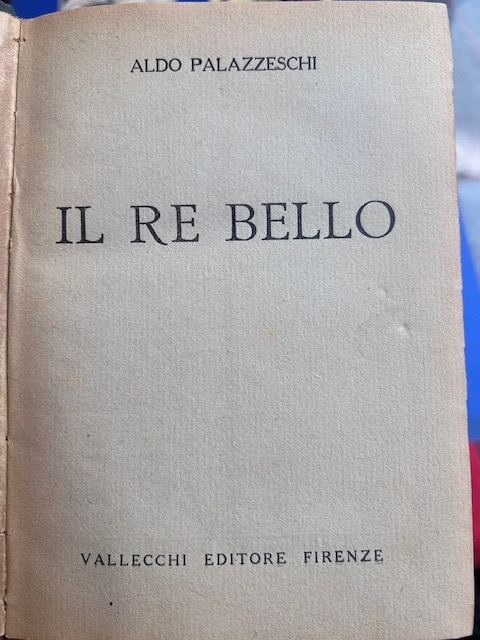 ALDO PALAZZESCHI
IL RE BELLO
VALLECCHI EDITORE FIRENZE